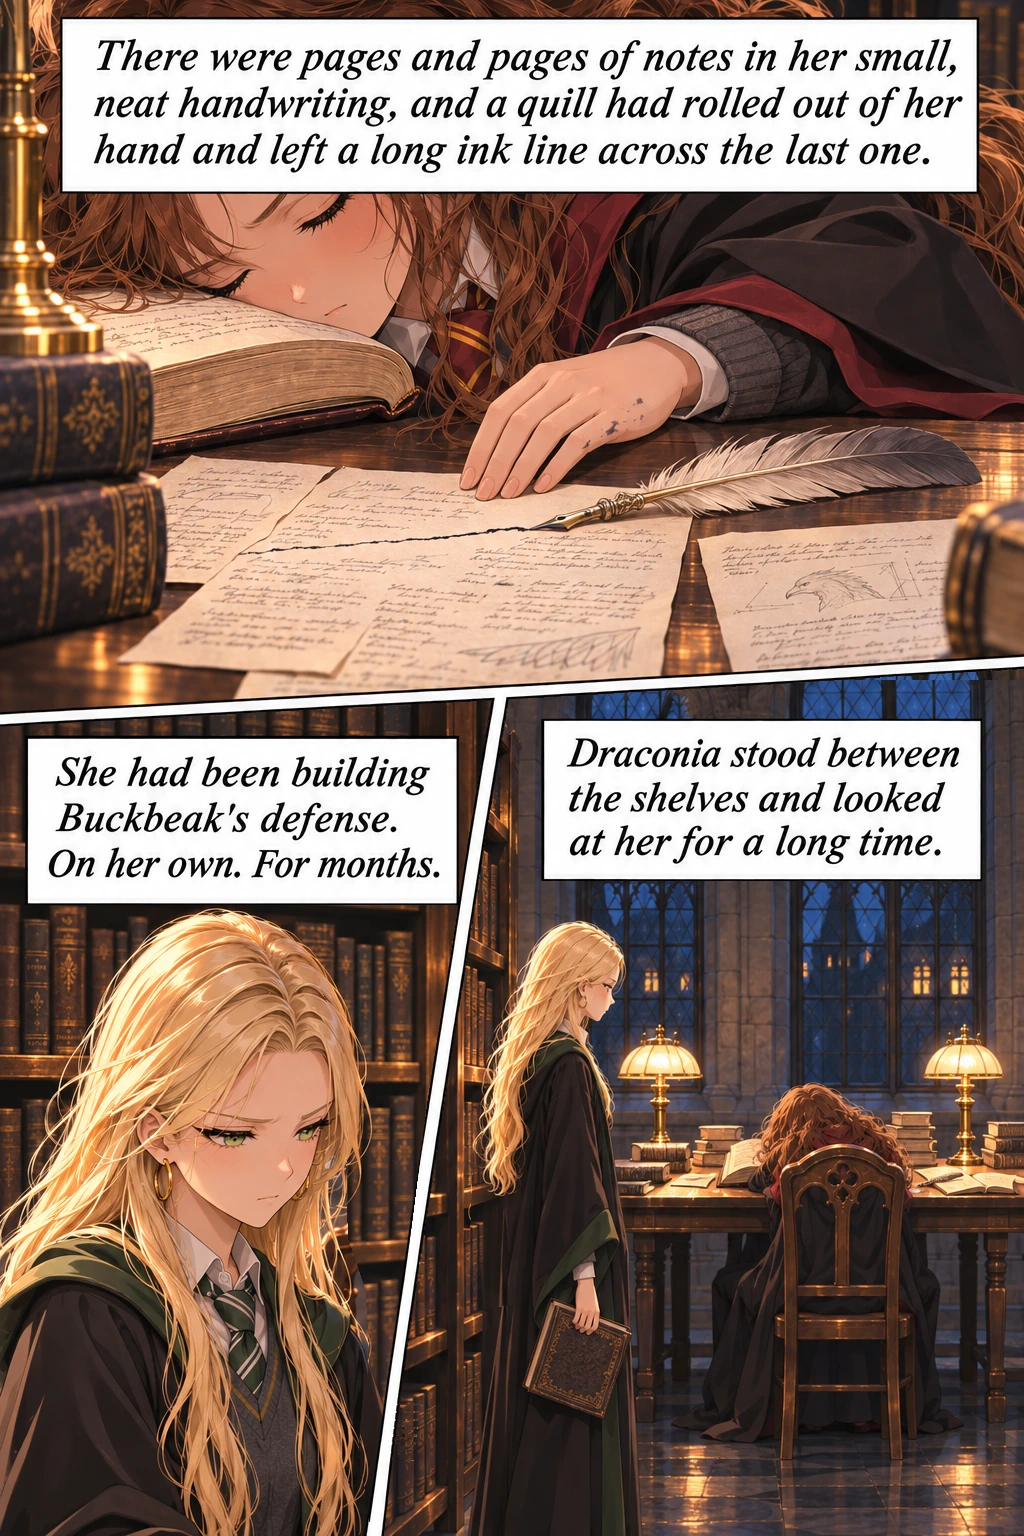 There were pages and pages of notes in her small,
neat handwriting, and a quill had rolled out of her
hand and left a long ink line across the last one.
She had been building
Buckbeak's defense.
On her own. For months.
Draconia stood between
the shelves and looked
at her for a long time.